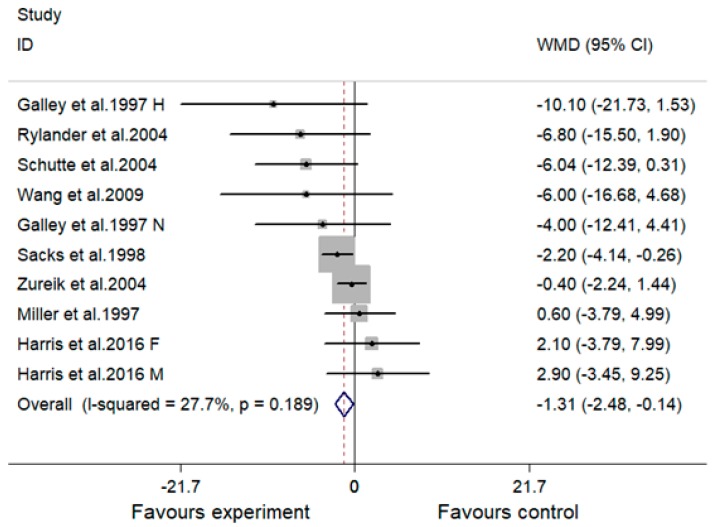 Study
ID WMD (95% CI)
Galley et al.1997 H -10.10 (-21.73, 1.53)
Rylander et al.2004 -6.80 (-15.50, 1.90)
Schutte et al.2004 -6.04 (-12.39, 0.31)
Wang et al.2009 -6.00 (-16.68, 4.68)
Galley et al.1997 N -4.00 (-12.41, 4.41)
Sacks et al.1998 -2.20 (-4.14, -0.26)
Zureik et al.2004 -0.40 (-2.24, 1.44)
Miller et al.1997 0.60 (-3.79, 4.99)
Harris et al.2016 F 2.10 (-3.79, 7.99)
Harris et al.2016 M 2.90 (-3.45, 9.25)
Overall (I-squared = 27.7%, p = 0.189) -1.31 (-2.48, -0.14)
-21.7 0 21.7
Favours experiment Favours control